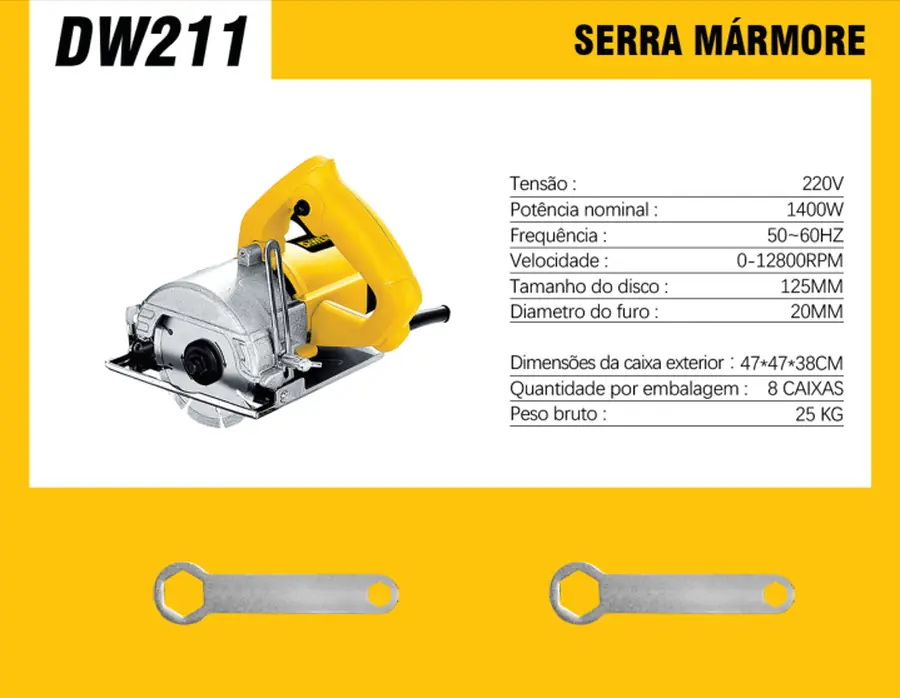 DW211
SERRA MÁRMORE
Tensão : 220V
Potência nominal : 1400W
Frequência : 50~60HZ
Velocidade : 0-12800RPM
Tamanho do disco : 125MM
Diametro do furo : 20MM
Dimensões da caixa exterior : 47*47*38CM
Quantidade por embalagem : 8 CAIXAS
Peso bruto : 25 KG